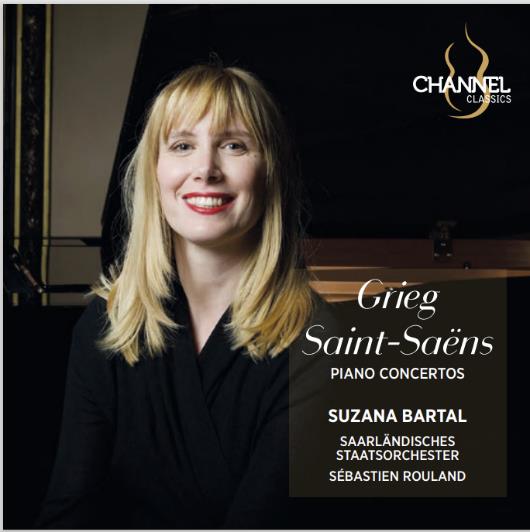 CHANNEL
CLASSICS
Grieg
Saint-Saëns
PIANO CONCERTOS
SUZANA BARTAL
SAARLÄNDISCHES
STAATSORCHESTER
SÉBASTIEN ROULAND